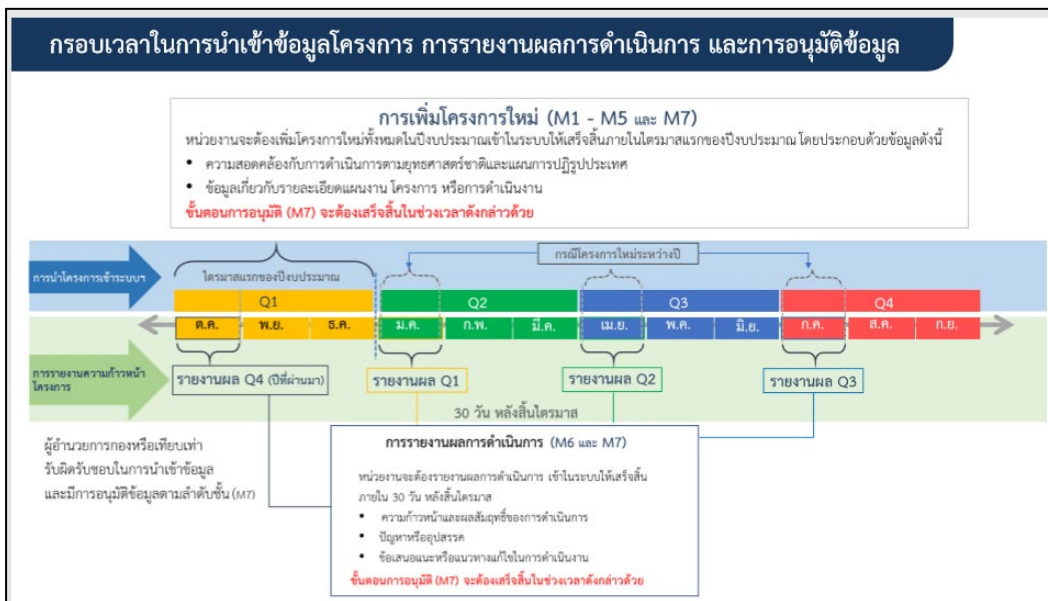 กรอบเวลาในการนำเข้าข้อมูลโครงการ การรายงานผลการดำเนินการ และการอนุมัติข้อมูล
การเพิ่มโครงการใหม่ (M1 - M5 และ M7)
หน่วยงานจะต้องเพิ่มโครงการใหม่ทั้งหมดในปีงบประมาณเข้าในระบบให้เสร็จสิ้นภายในไตรมาสแรกของปีงบประมาณ โดยประกอบด้วยข้อมูลดังนี้
• ความสอดคล้องกับการดำเนินการตามยุทธศาสตร์ชาติและแผนการปฏิรูปประเทศ
• ข้อมูลเกี่ยวกับรายละเอียดแผนงาน โครงการ หรือการดำเนินงาน
ขั้นตอนการอนุมัติ (M7) จะต้องเสร็จสิ้นในช่วงเวลาดังกล่าวด้วย
การนำโครงการเข้าระบบฯ
ไตรมาสแรกของปีงบประมาณ
กรณีโครงการใหม่ระหว่างปี
Q1 Q2 Q3 Q4
ต.ค. พ.ย. ธ.ค. ม.ค. ก.พ. มี.ค. เม.ย. พ.ค. มิ.ย. ก.ค. ส.ค. ก.ย.
การรายงานความก้าวหน้า
โครงการ
รายงานผล Q4 (ปีที่ผ่านมา) รายงานผล Q1 รายงานผล Q2 รายงานผล Q3
30 วัน หลังสิ้นไตรมาส
ผู้อำนวยการกองหรือเทียบเท่า
รับผิดรับชอบในการนำเข้าข้อมูล
และมีการอนุมัติข้อมูลตามลำดับชั้น (M7)
การรายงานผลการดำเนินการ (M6 และ M7)
หน่วยงานจะต้องรายงานผลการดำเนินการ เข้าในระบบให้เสร็จสิ้น
ภายใน 30 วัน หลังสิ้นไตรมาส
• ความก้าวหน้าและผลสัมฤทธิ์ของการดำเนินการ
• ปัญหาหรืออุปสรรค
• ข้อเสนอแนะหรือแนวทางแก้ไขในการดำเนินงาน
ขั้นตอนการอนุมัติ (M7) จะต้องเสร็จสิ้นในช่วงเวลาดังกล่าวด้วย